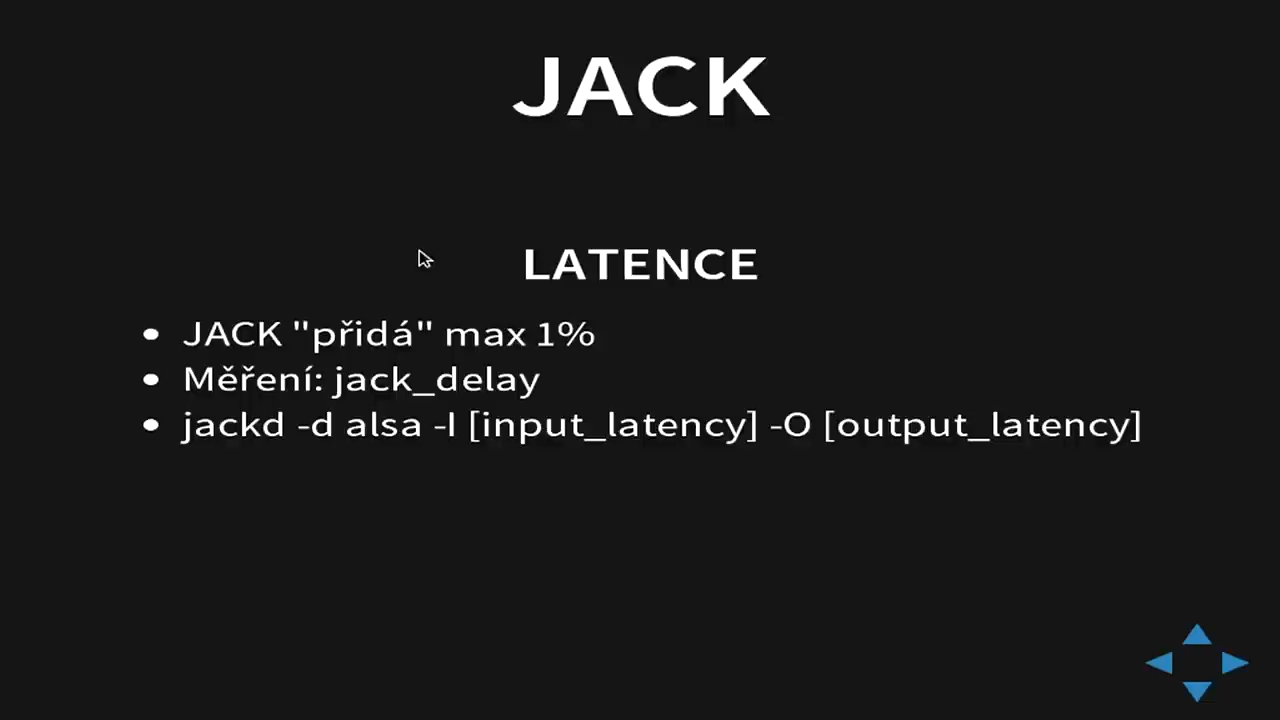 JACK
LATENCE
JACK "přidá" max 1%
Měření: jack_delay
jackd -d alsa -I [input_latency] -O [output_latency]